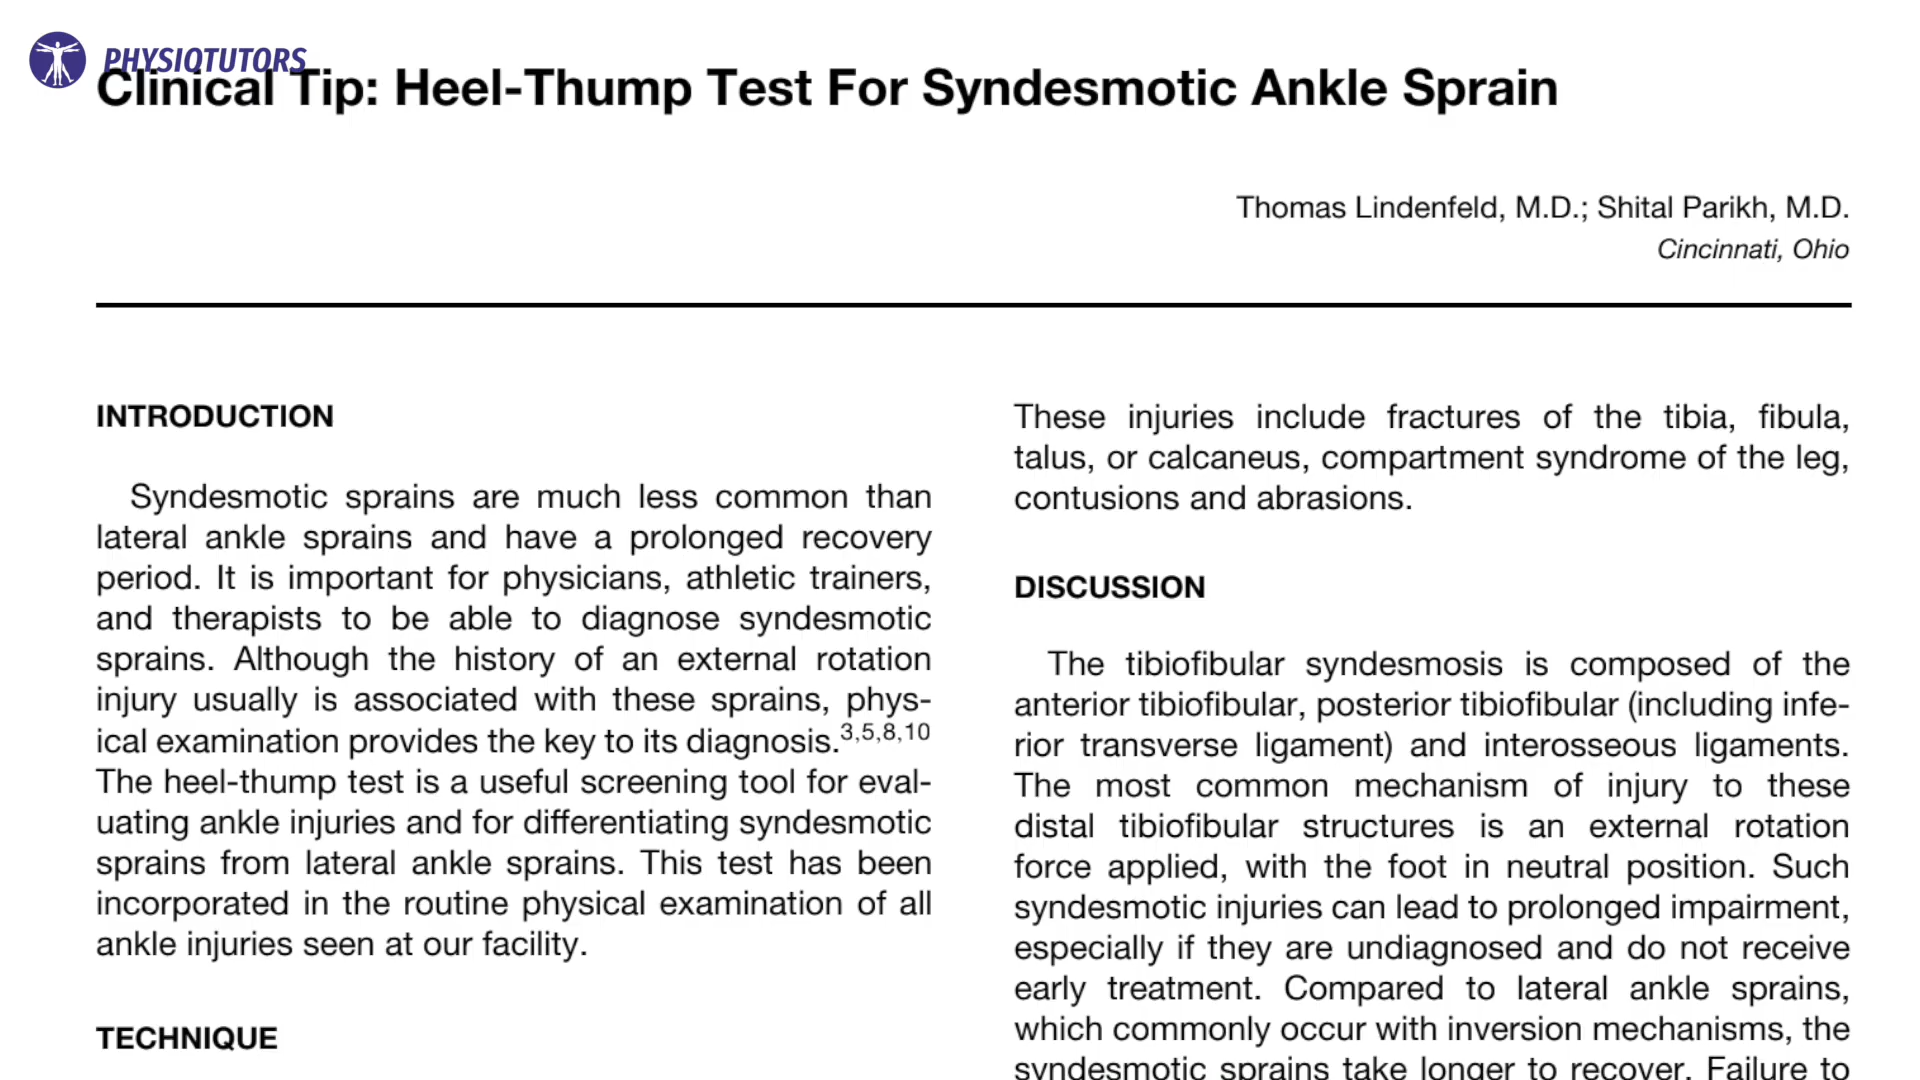 PHYSIOTUTORS
Clinical Tip: Heel-Thump Test For Syndesmotic Ankle Sprain
Thomas Lindenfeld, M.D.; Shital Parikh, M.D.
Cincinnati, Ohio
INTRODUCTION
Syndesmotic sprains are much less common than
lateral ankle sprains and have a prolonged recovery
period. It is important for physicians, athletic trainers,
and therapists to be able to diagnose syndesmotic
sprains. Although the history of an external rotation
injury usually is associated with these sprains, phys-
ical examination provides the key to its diagnosis.3,5,8,10
The heel-thump test is a useful screening tool for eval-
uating ankle injuries and for differentiating syndesmotic
sprains from lateral ankle sprains. This test has been
incorporated in the routine physical examination of all
ankle injuries seen at our facility.
TECHNIQUE
These injuries include fractures of the tibia, fibula,
talus, or calcaneus, compartment syndrome of the leg,
contusions and abrasions.
DISCUSSION
The tibiofibular syndesmosis is composed of the
anterior tibiofibular, posterior tibiofibular (including infe-
rior transverse ligament) and interosseous ligaments.
The most common mechanism of injury to these
distal tibiofibular structures is an external rotation
force applied, with the foot in neutral position. Such
syndesmotic injuries can lead to prolonged impairment,
especially if they are undiagnosed and do not receive
early treatment. Compared to lateral ankle sprains,
which commonly occur with inversion mechanisms, the
syndesmotic sprains take longer to recover. Failure to